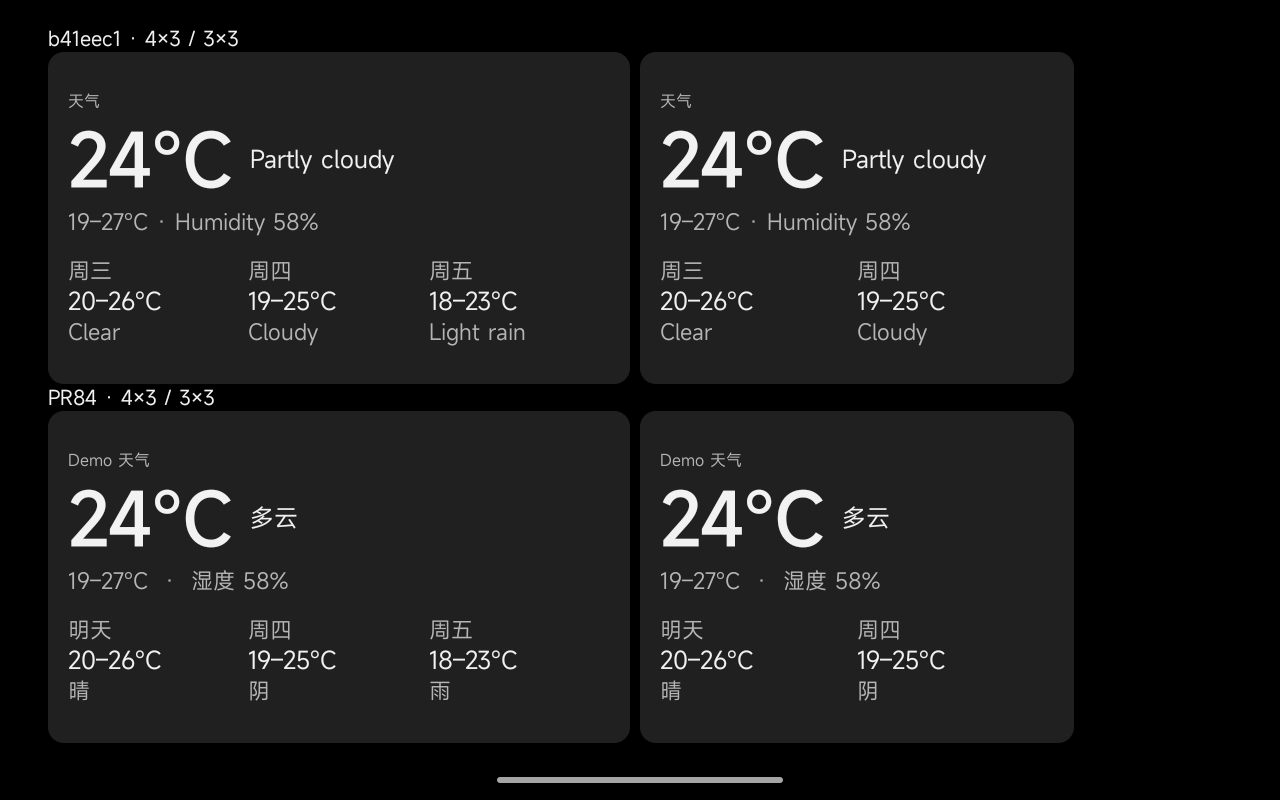 b41eec1 · 4×3 / 3×3
天气
24°C Partly cloudy
19–27°C · Humidity 58%
周三 周四 周五
20–26°C 19–25°C 18–23°C
Clear Cloudy Light rain
天气
24°C Partly cloudy
19–27°C · Humidity 58%
周三 周四
20–26°C 19–25°C
Clear Cloudy
PR84 · 4×3 / 3×3
Demo 天气
24°C 多云
19–27°C · 湿度 58%
明天 周四 周五
20–26°C 19–25°C 18–23°C
晴 阴 雨
Demo 天气
24°C 多云
19–27°C · 湿度 58%
明天 周四
20–26°C 19–25°C
晴 阴